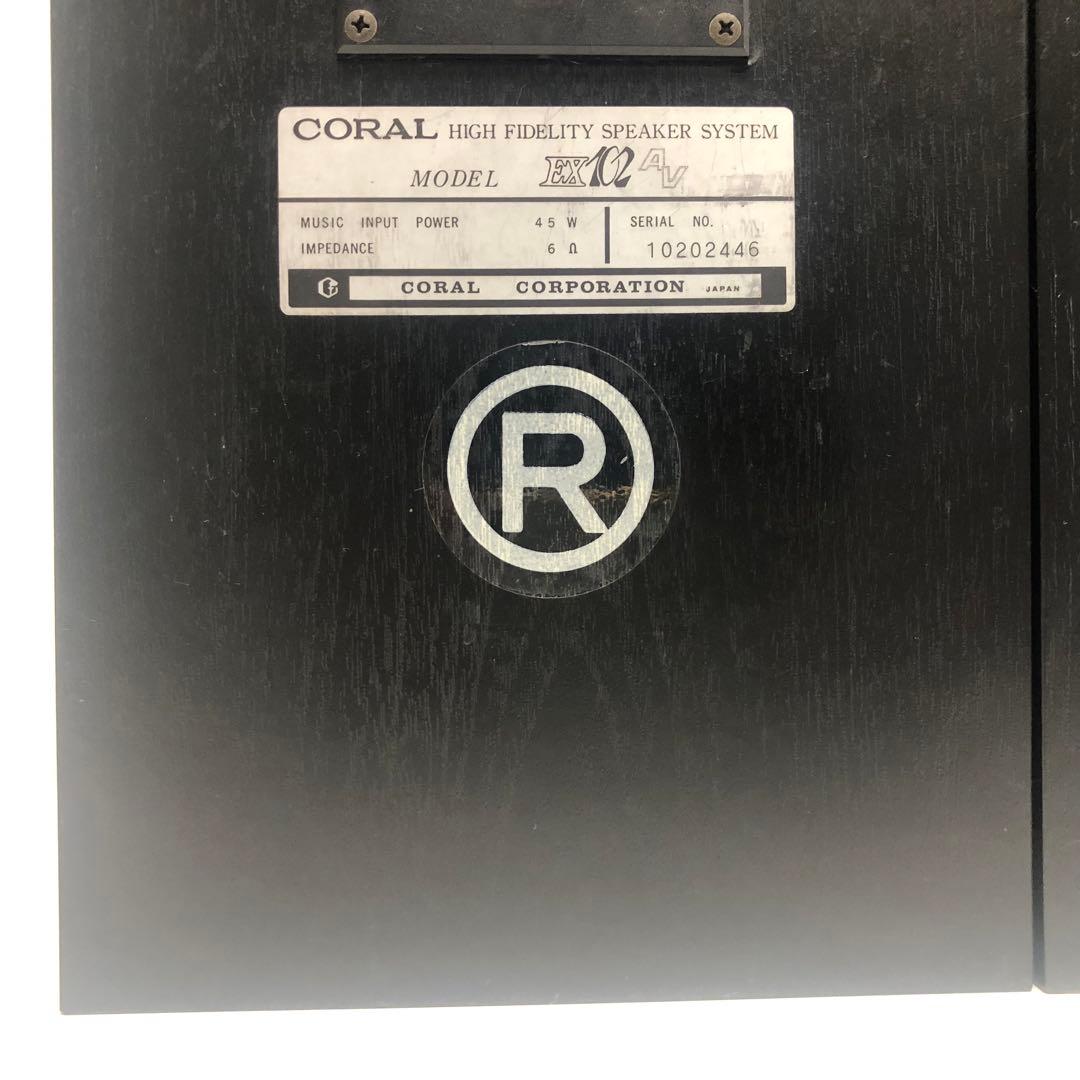 CORAL HIGH FIDELITY SPEAKER SYSTEM
MODEL EX102 AV
MUSIC INPUT POWER 45 W
IMPEDANCE 6 Ω
SERIAL NO.
10202446
CORAL CORPORATION JAPAN
R